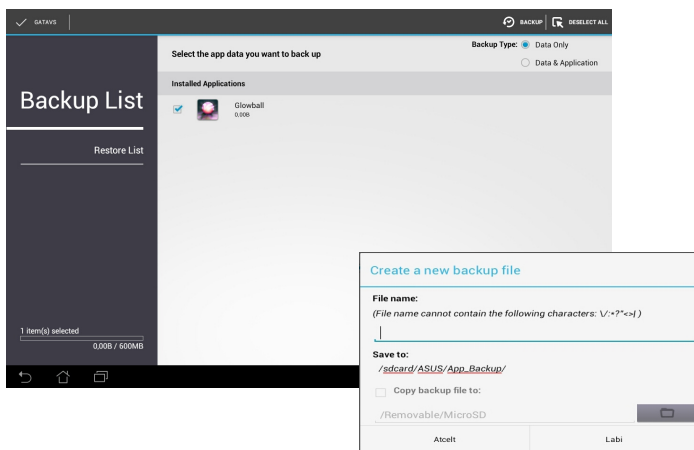 GATAVS
BACKUP
DESELECT ALL
Select the app data you want to back up
Backup Type:
Data Only
Data & Application
Installed Applications
Backup List
Glowball
0,00B
Restore List
1 item(s) selected
0,00B / 600MB
Create a new backup file
File name:
(File name cannot contain the following characters: \/:*?"<>| )
Save to:
/sdcard/ASUS/App_Backup/
Copy backup file to:
/Removable/MicroSD
Atcelt
Labi